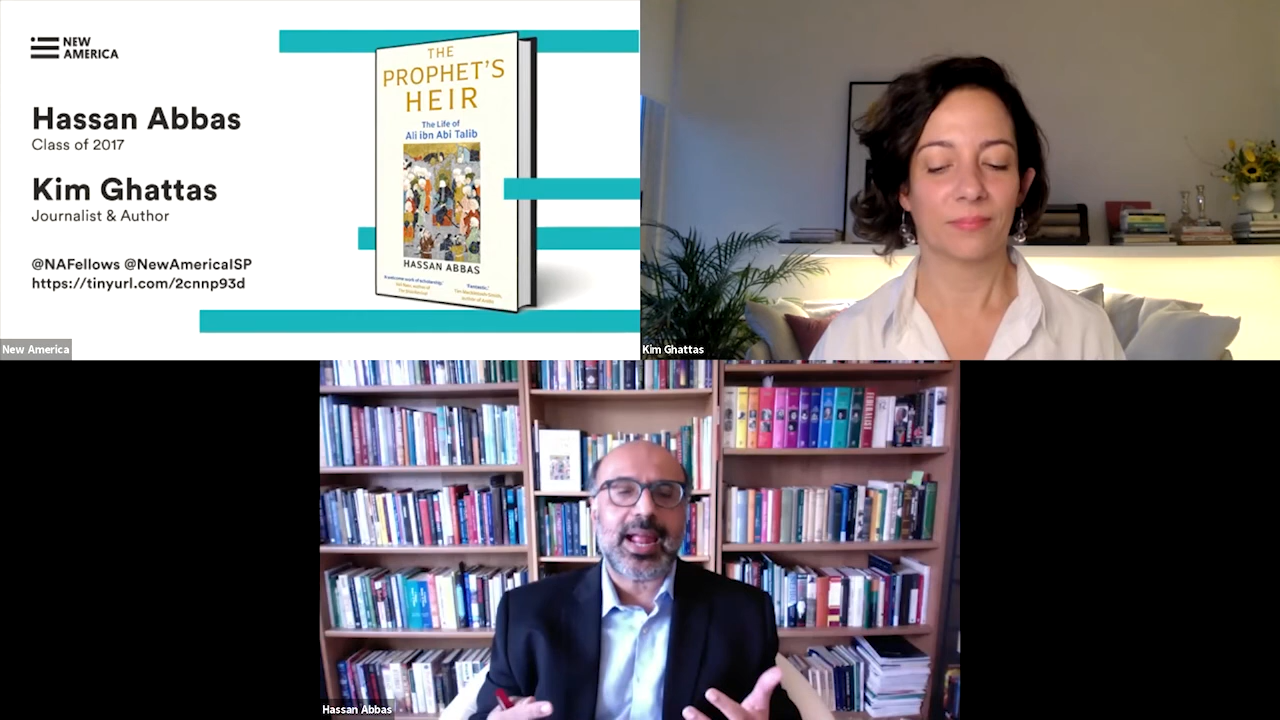 NEW
AMERICA
Hassan Abbas
Class of 2017
Kim Ghattas
Journalist & Author
@NAFellows @NewAmericaISP
https://tinyurl.com/2cnnp93d
THE
PROPHET'S
HEIR
The Life of
Ali ibn Abi Talib
HASSAN ABBAS
New America
Kim Ghattas
Hassan Abbas